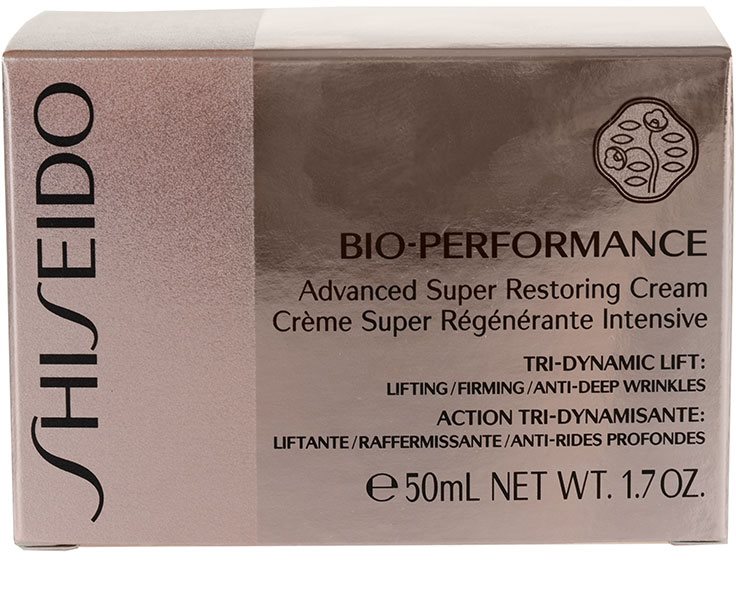 SHISEIDO
BIO-PERFORMANCE
Advanced Super Restoring Cream
Crème Super Régénérante Intensive
TRI-DYNAMIC LIFT:
LIFTING/FIRMING/ANTI-DEEP WRINKLES
ACTION TRI-DYNAMISANTE:
LIFTANTE/RAFFERMISSANTE/ANTI-RIDES PROFONDES
℮50mL NET WT. 1.7 OZ.